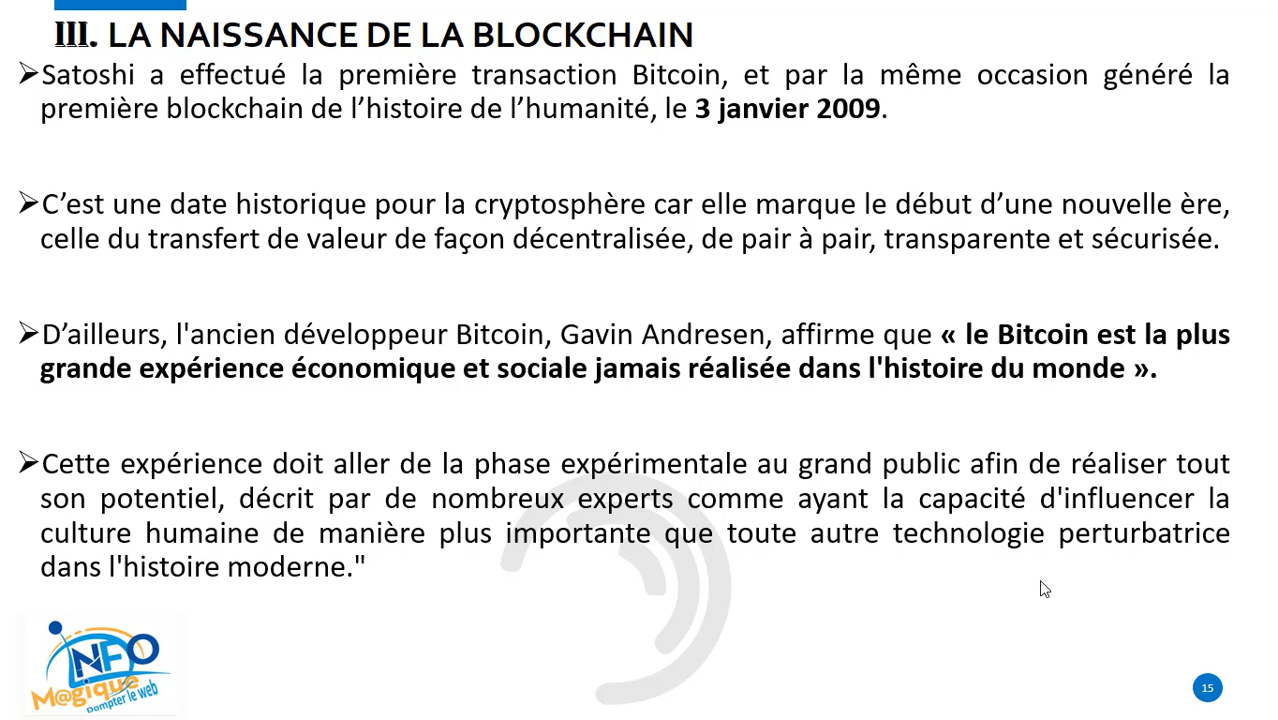 III. LA NAISSANCE DE LA BLOCKCHAIN
➢Satoshi a effectué la première transaction Bitcoin, et par la même occasion généré la
première blockchain de l’histoire de l’humanité, le 3 janvier 2009.
➢C’est une date historique pour la cryptosphère car elle marque le début d’une nouvelle ère,
celle du transfert de valeur de façon décentralisée, de pair à pair, transparente et sécurisée.
➢D’ailleurs, l'ancien développeur Bitcoin, Gavin Andresen, affirme que « le Bitcoin est la plus
grande expérience économique et sociale jamais réalisée dans l'histoire du monde ».
➢Cette expérience doit aller de la phase expérimentale au grand public afin de réaliser tout
son potentiel, décrit par de nombreux experts comme ayant la capacité d'influencer la
culture humaine de manière plus importante que toute autre technologie perturbatrice
dans l'histoire moderne."
INFO
M@gique
Dompter le web
15